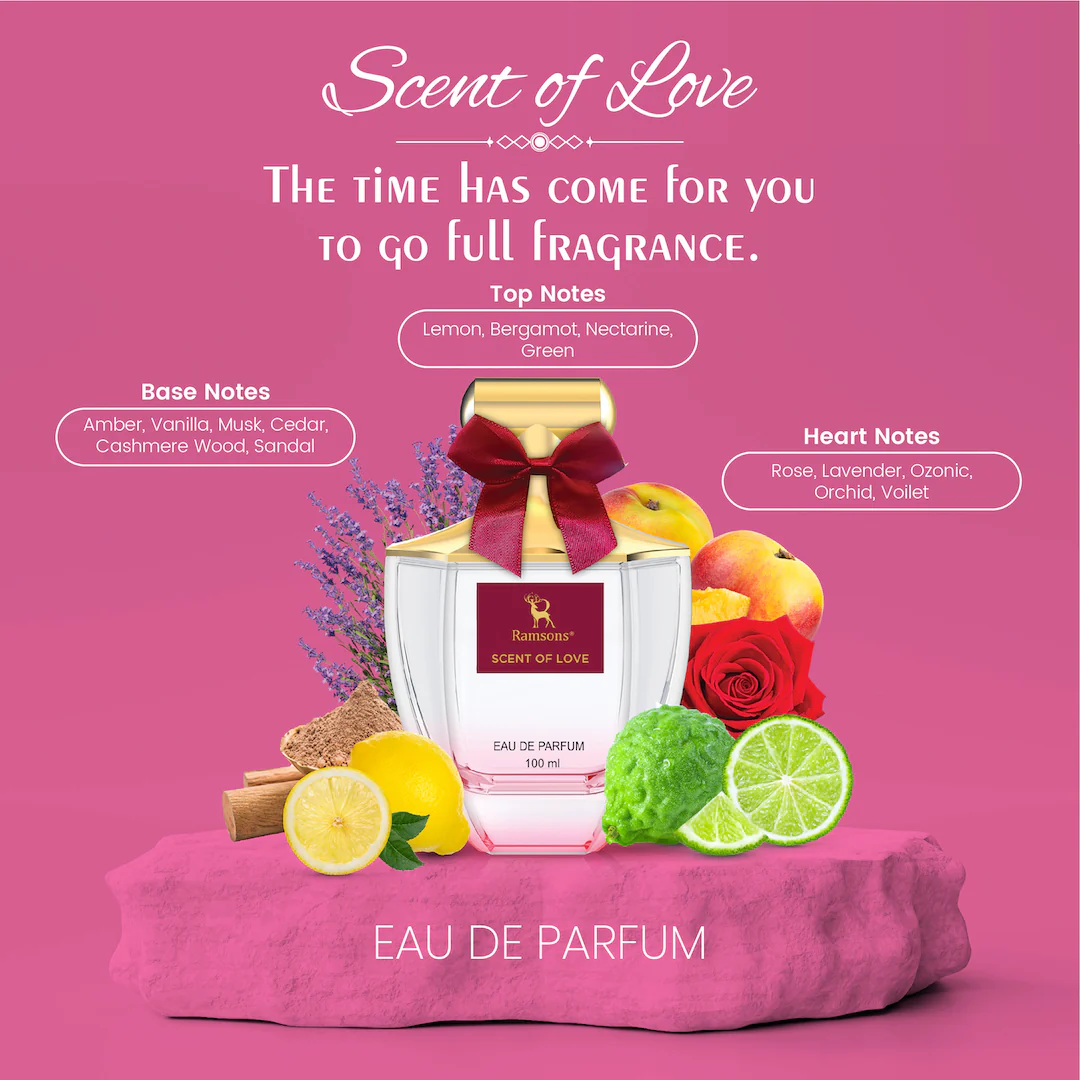 Scent of Love
The time has come for you
to go full fragrance.
Top Notes
Lemon, Bergamot, Nectarine,
Green
Base Notes
Amber, Vanilla, Musk, Cedar,
Cashmere Wood, Sandal
Heart Notes
Rose, Lavender, Ozonic,
Orchid, Voilet
Ramsons®
SCENT OF LOVE
EAU DE PARFUM
100 ml
EAU DE PARFUM